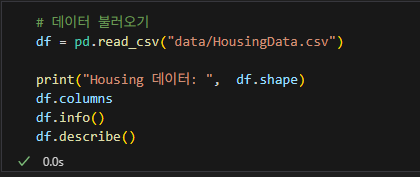 # 데이터 불러오기
df = pd.read_csv("data/HousingData.csv")
print("Housing 데이터: ",  df.shape)
df.columns
df.info()
df.describe()
✓ 0.0s